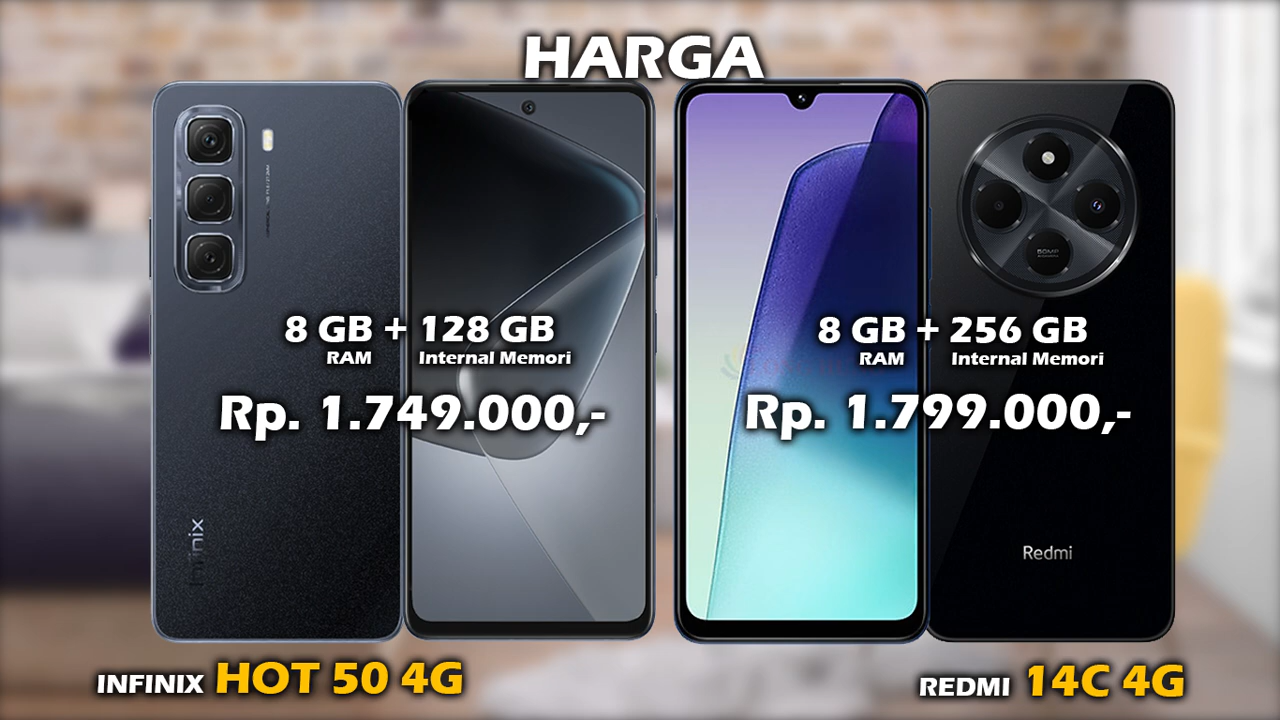 HARGA
8 GB + 128 GB
RAM Internal Memori
Rp. 1.749.000,-
8 GB + 256 GB
RAM Internal Memori
Rp. 1.799.000,-
Infinix
50MP
Redmi
INFINIX HOT 50 4G
REDMI 14C 4G